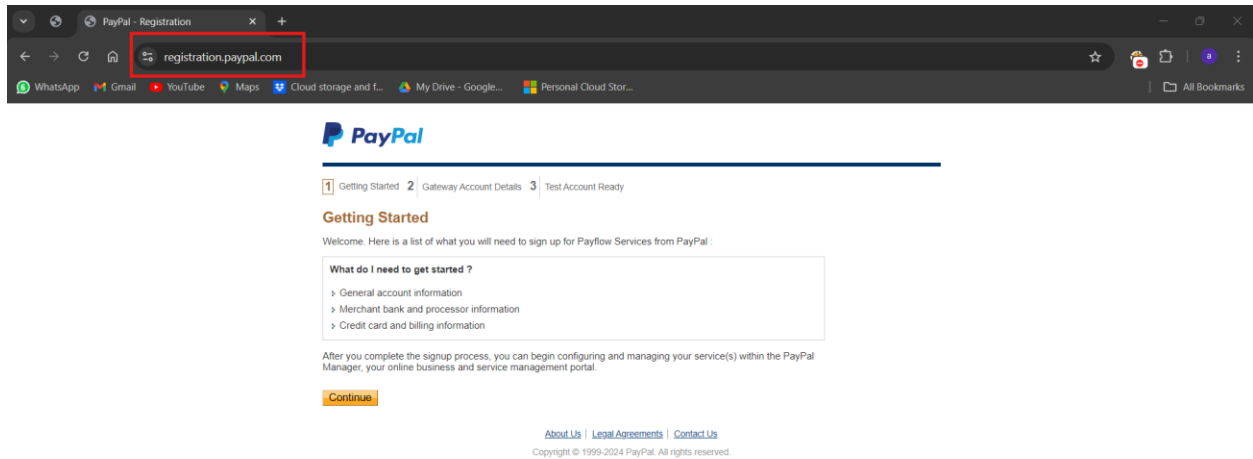 PayPal - Registration
registration.paypal.com
a
WhatsApp Gmail YouTube Maps Cloud storage and f... My Drive - Google... Personal Cloud Stor... All Bookmarks
PayPal
1 Getting Started 2 Gateway Account Details 3 Test Account Ready
Getting Started
Welcome. Here is a list of what you will need to sign up for Payflow Services from PayPal :
What do I need to get started ?
General account information
Merchant bank and processor information
Credit card and billing information
After you complete the signup process, you can begin configuring and managing your service(s) within the PayPal
Manager, your online business and service management portal.
Continue
About Us | Legal Agreements | Contact Us
Copyright © 1999-2024 PayPal. All rights reserved.